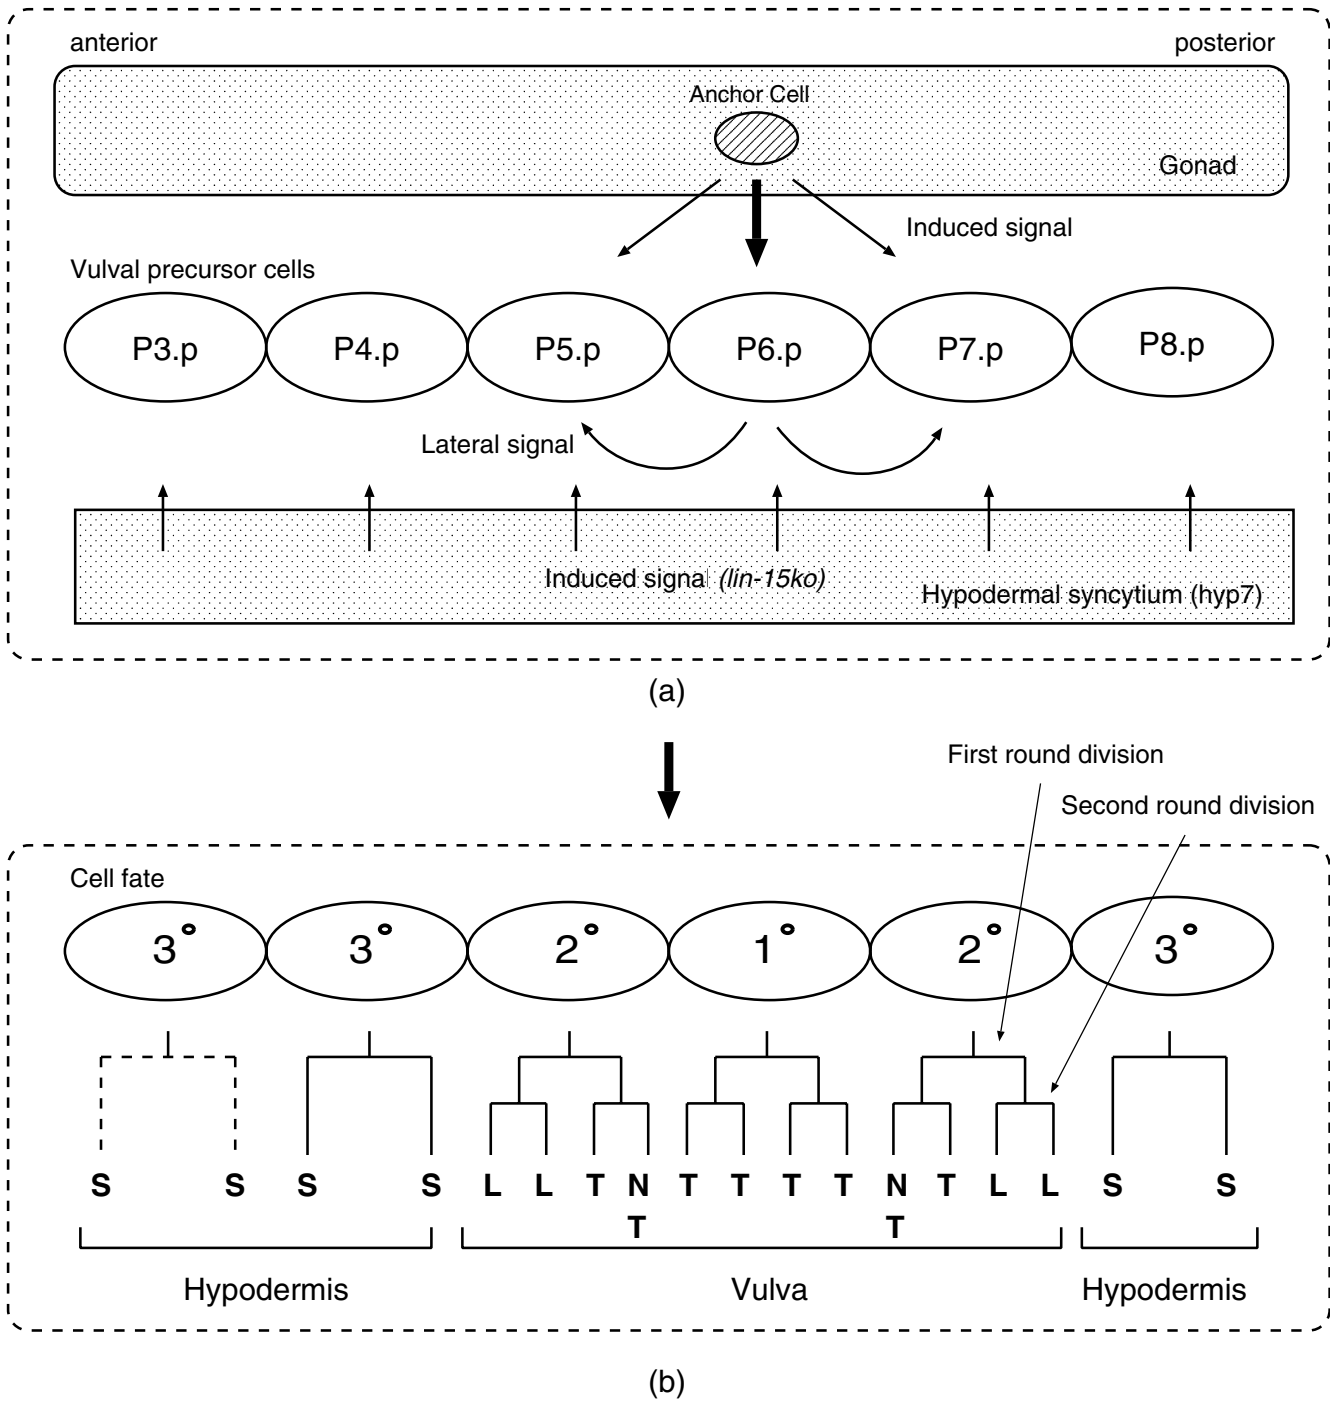 anterior posterior
Anchor Cell
Gonad
Induced signal
Vulval precursor cells
P3.p P4.p P5.p P6.p P7.p P8.p
Lateral signal
Induced signal (lin-15ko)
Hypodermal syncytium (hyp7)
(a)
First round division
Second round division
Cell fate
3° 3° 2° 1° 2° 3°
S S S S L L T N T T T T N T L L S S
T T
Hypodermis Vulva Hypodermis
(b)